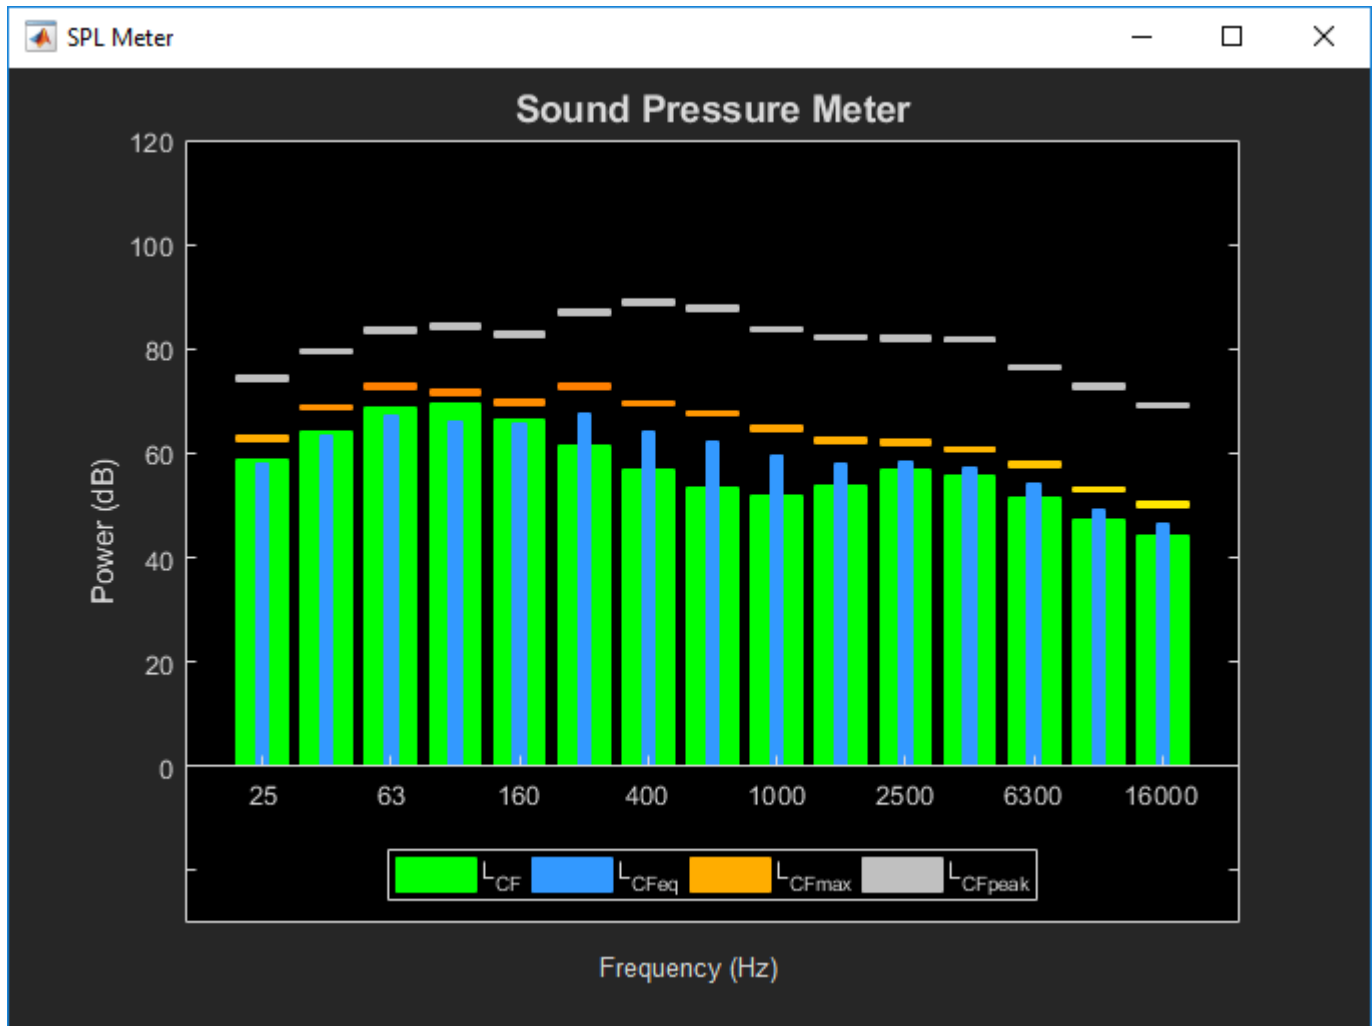 SPL Meter
Sound Pressure Meter
120
100
80
60
40
20
0
Power (dB)
25 63 160 400 1000 2500 6300 16000
LCF LCFeq LCFmax LCFpeak
Frequency (Hz)